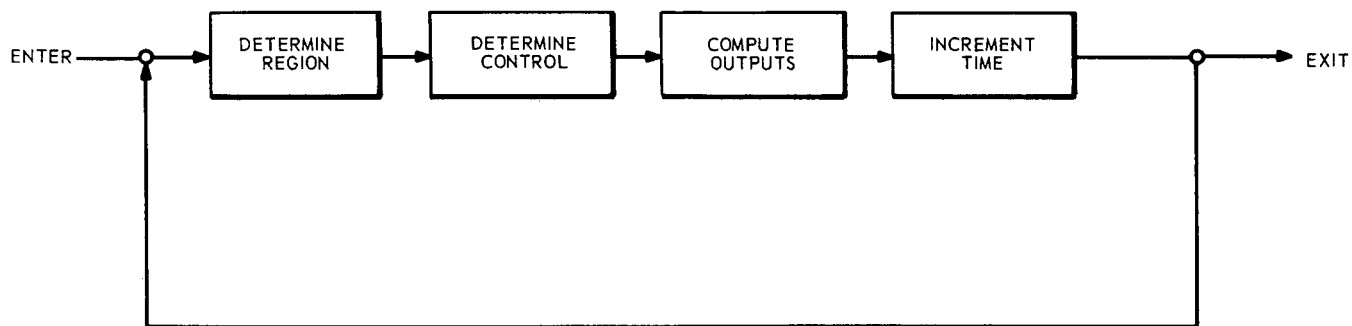 ENTER
DETERMINE
REGION
DETERMINE
CONTROL
COMPUTE
OUTPUTS
INCREMENT
TIME
EXIT